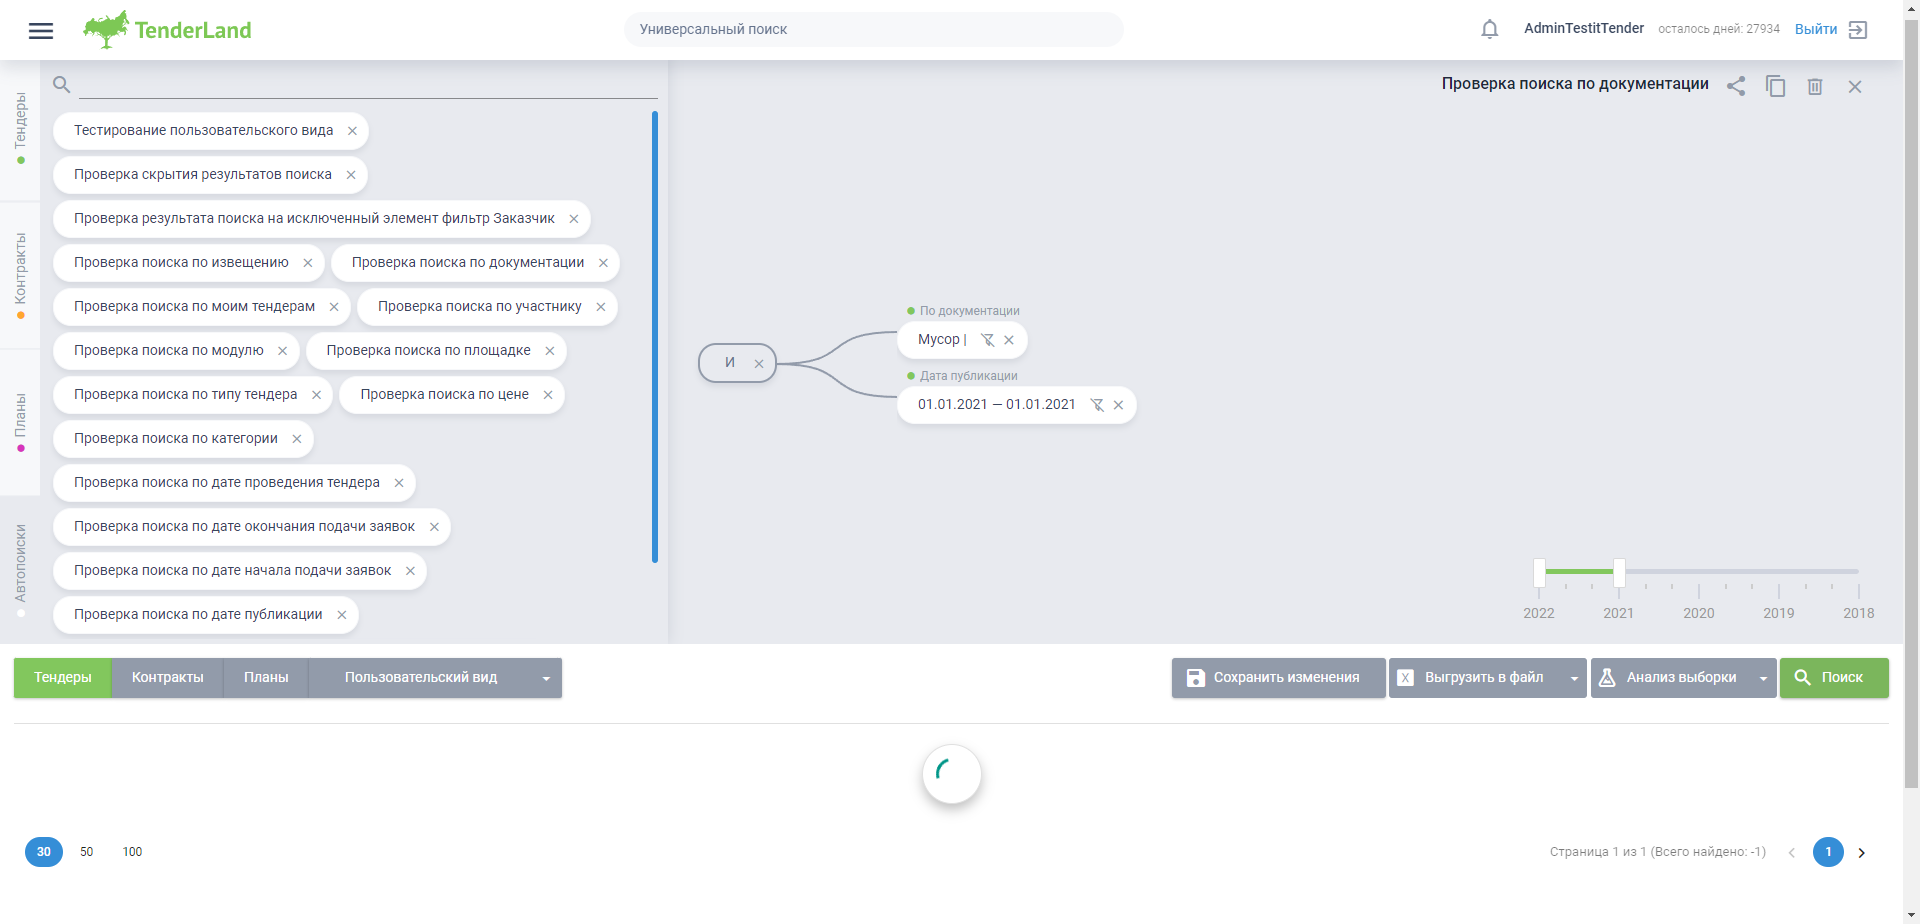 TenderLand
Универсальный поиск
AdminTestitTender
осталось дней: 27934
Выйти
Тендеры
Контракты
Планы
Автопоиски
Тестирование пользовательского вида
Проверка скрытия результатов поиска
Проверка результата поиска на исключенный элемент фильтр Заказчик
Проверка поиска по извещению
Проверка поиска по документации
Проверка поиска по моим тендерам
Проверка поиска по участнику
Проверка поиска по модулю
Проверка поиска по площадке
Проверка поиска по типу тендера
Проверка поиска по цене
Проверка поиска по категории
Проверка поиска по дате проведения тендера
Проверка поиска по дате окончания подачи заявок
Проверка поиска по дате начала подачи заявок
Проверка поиска по дате публикации
Проверка поиска по документации
И
По документации
Мусор |
Дата публикации
01.01.2021 — 01.01.2021
2022 2021 2020 2019 2018
Тендеры
Контракты
Планы
Пользовательский вид
Сохранить изменения
X Выгрузить в файл
Анализ выборки
Поиск
30 50 100
Страница 1 из 1 (Всего найдено: -1)
1